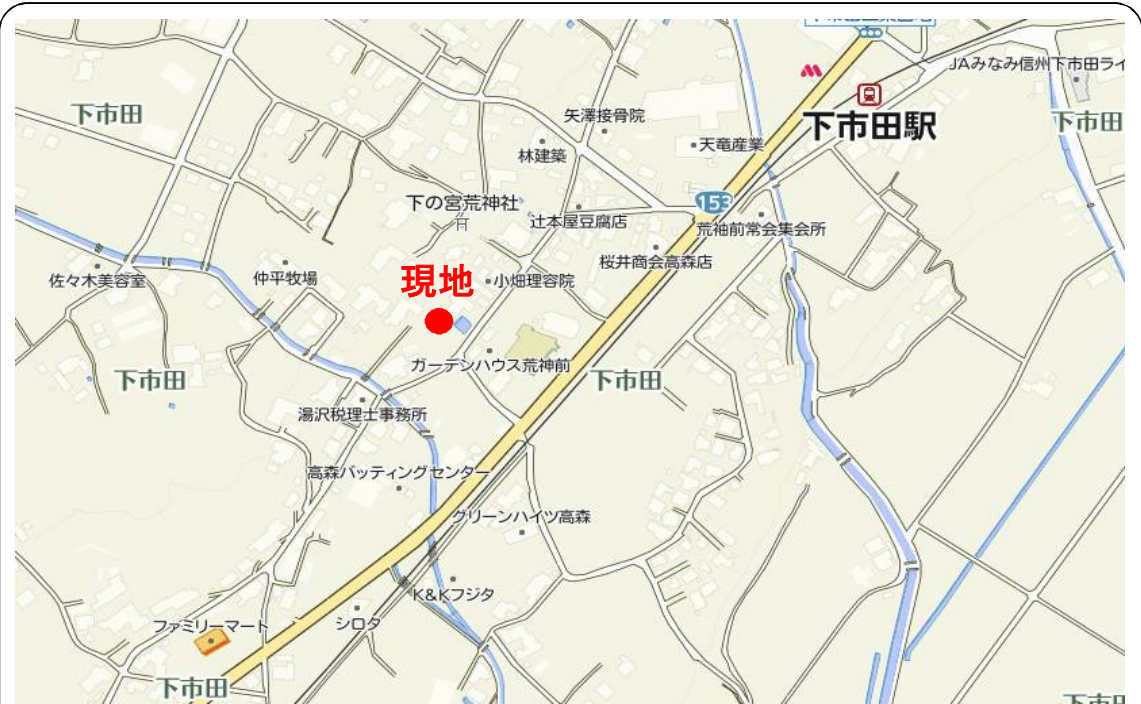 JAみなみ信州下市田ライ
下市田
矢澤接骨院
下市田駅
下市田
天竜産業
林建築
下の宮荒神社
153
辻本屋豆腐店
荒神前常会集会所
桜井商会高森店
佐々木美容室
仲平牧場
現地
小畑理容院
ガーデンハウス荒神前
下市田
下市田
湯沢税理士事務所
高森バッティングセンター
グリーンハイツ高森
K&Kフジタ
ファミリーマート
シロタ
下市田